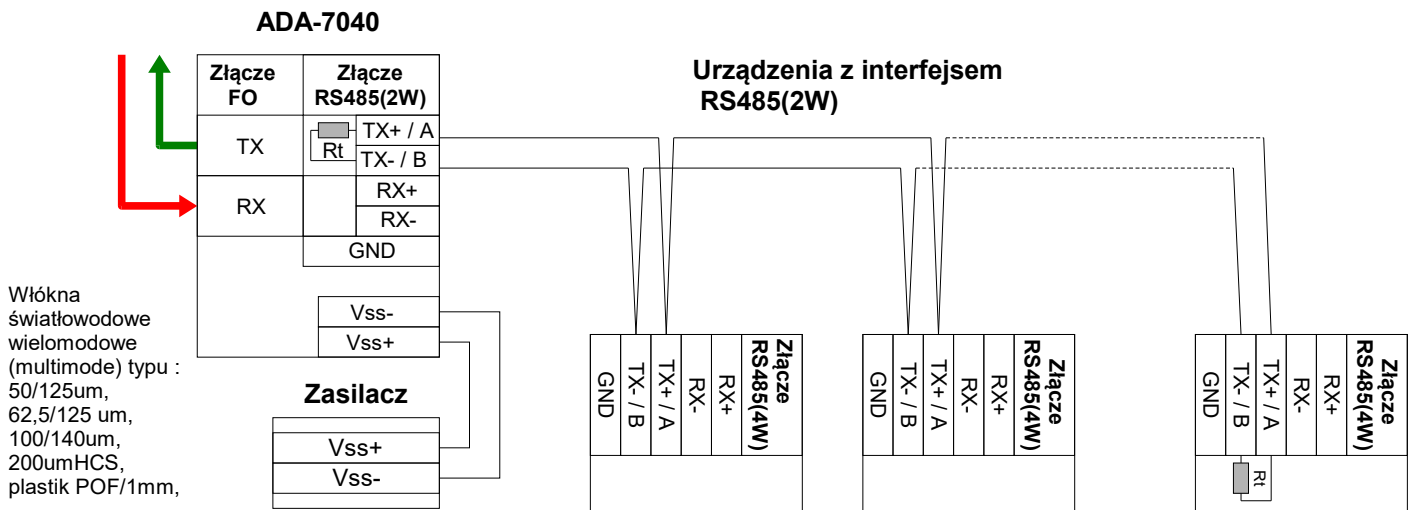 ADA-7040
Złącze
FO
Złącze
RS485(2W)
TX
Rt
TX+ / A
TX- / B
RX
RX+
RX-
GND
Vss-
Vss+
Urządzenia z interfejsem
RS485(2W)
Włókna
światłowodowe
wielomodowe
(multimode) typu :
50/125um,
62,5/125 um,
100/140um,
200umHCS,
plastik POF/1mm,
Zasilacz
Vss+
Vss-
GND
TX- / B
TX+ / A
RX-
RX+
Złącze
RS485(4W)
GND
TX- / B
TX+ / A
RX-
RX+
Złącze
RS485(4W)
GND
TX- / B
TX+ / A
RX-
RX+
Złącze
RS485(4W)
Rt